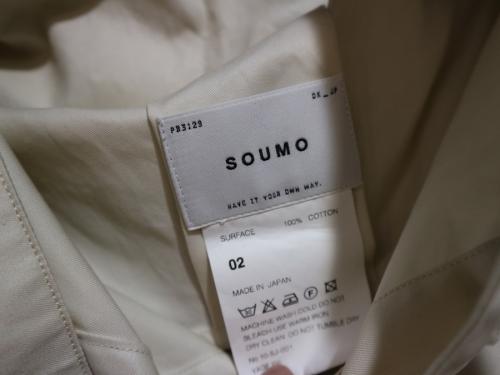 PB3129
SOUMO
HAVE IT YOUR OWN WAY.
SURFACE 100% COTTON
02
MADE IN JAPAN
MACHINE WASH COLD DO NOT
BLEACH USE WARM IRON
DRY CLEAN DO NOT TUMBLE DRY